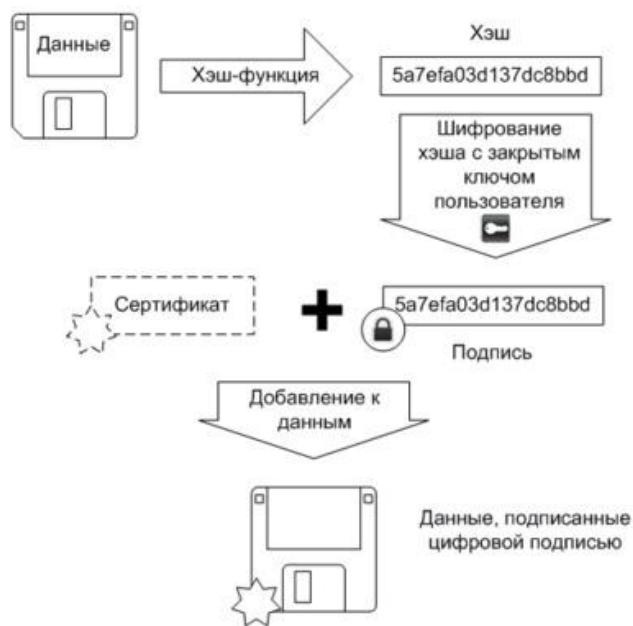 Данные
Хэш-функция
Хэш
5a7efa03d137dc8bbd
Шифрование
хэша с закрытым
ключом
пользователя
Сертификат
5a7efa03d137dc8bbd
Подпись
Добавление к
данным
Данные, подписанные
цифровой подписью